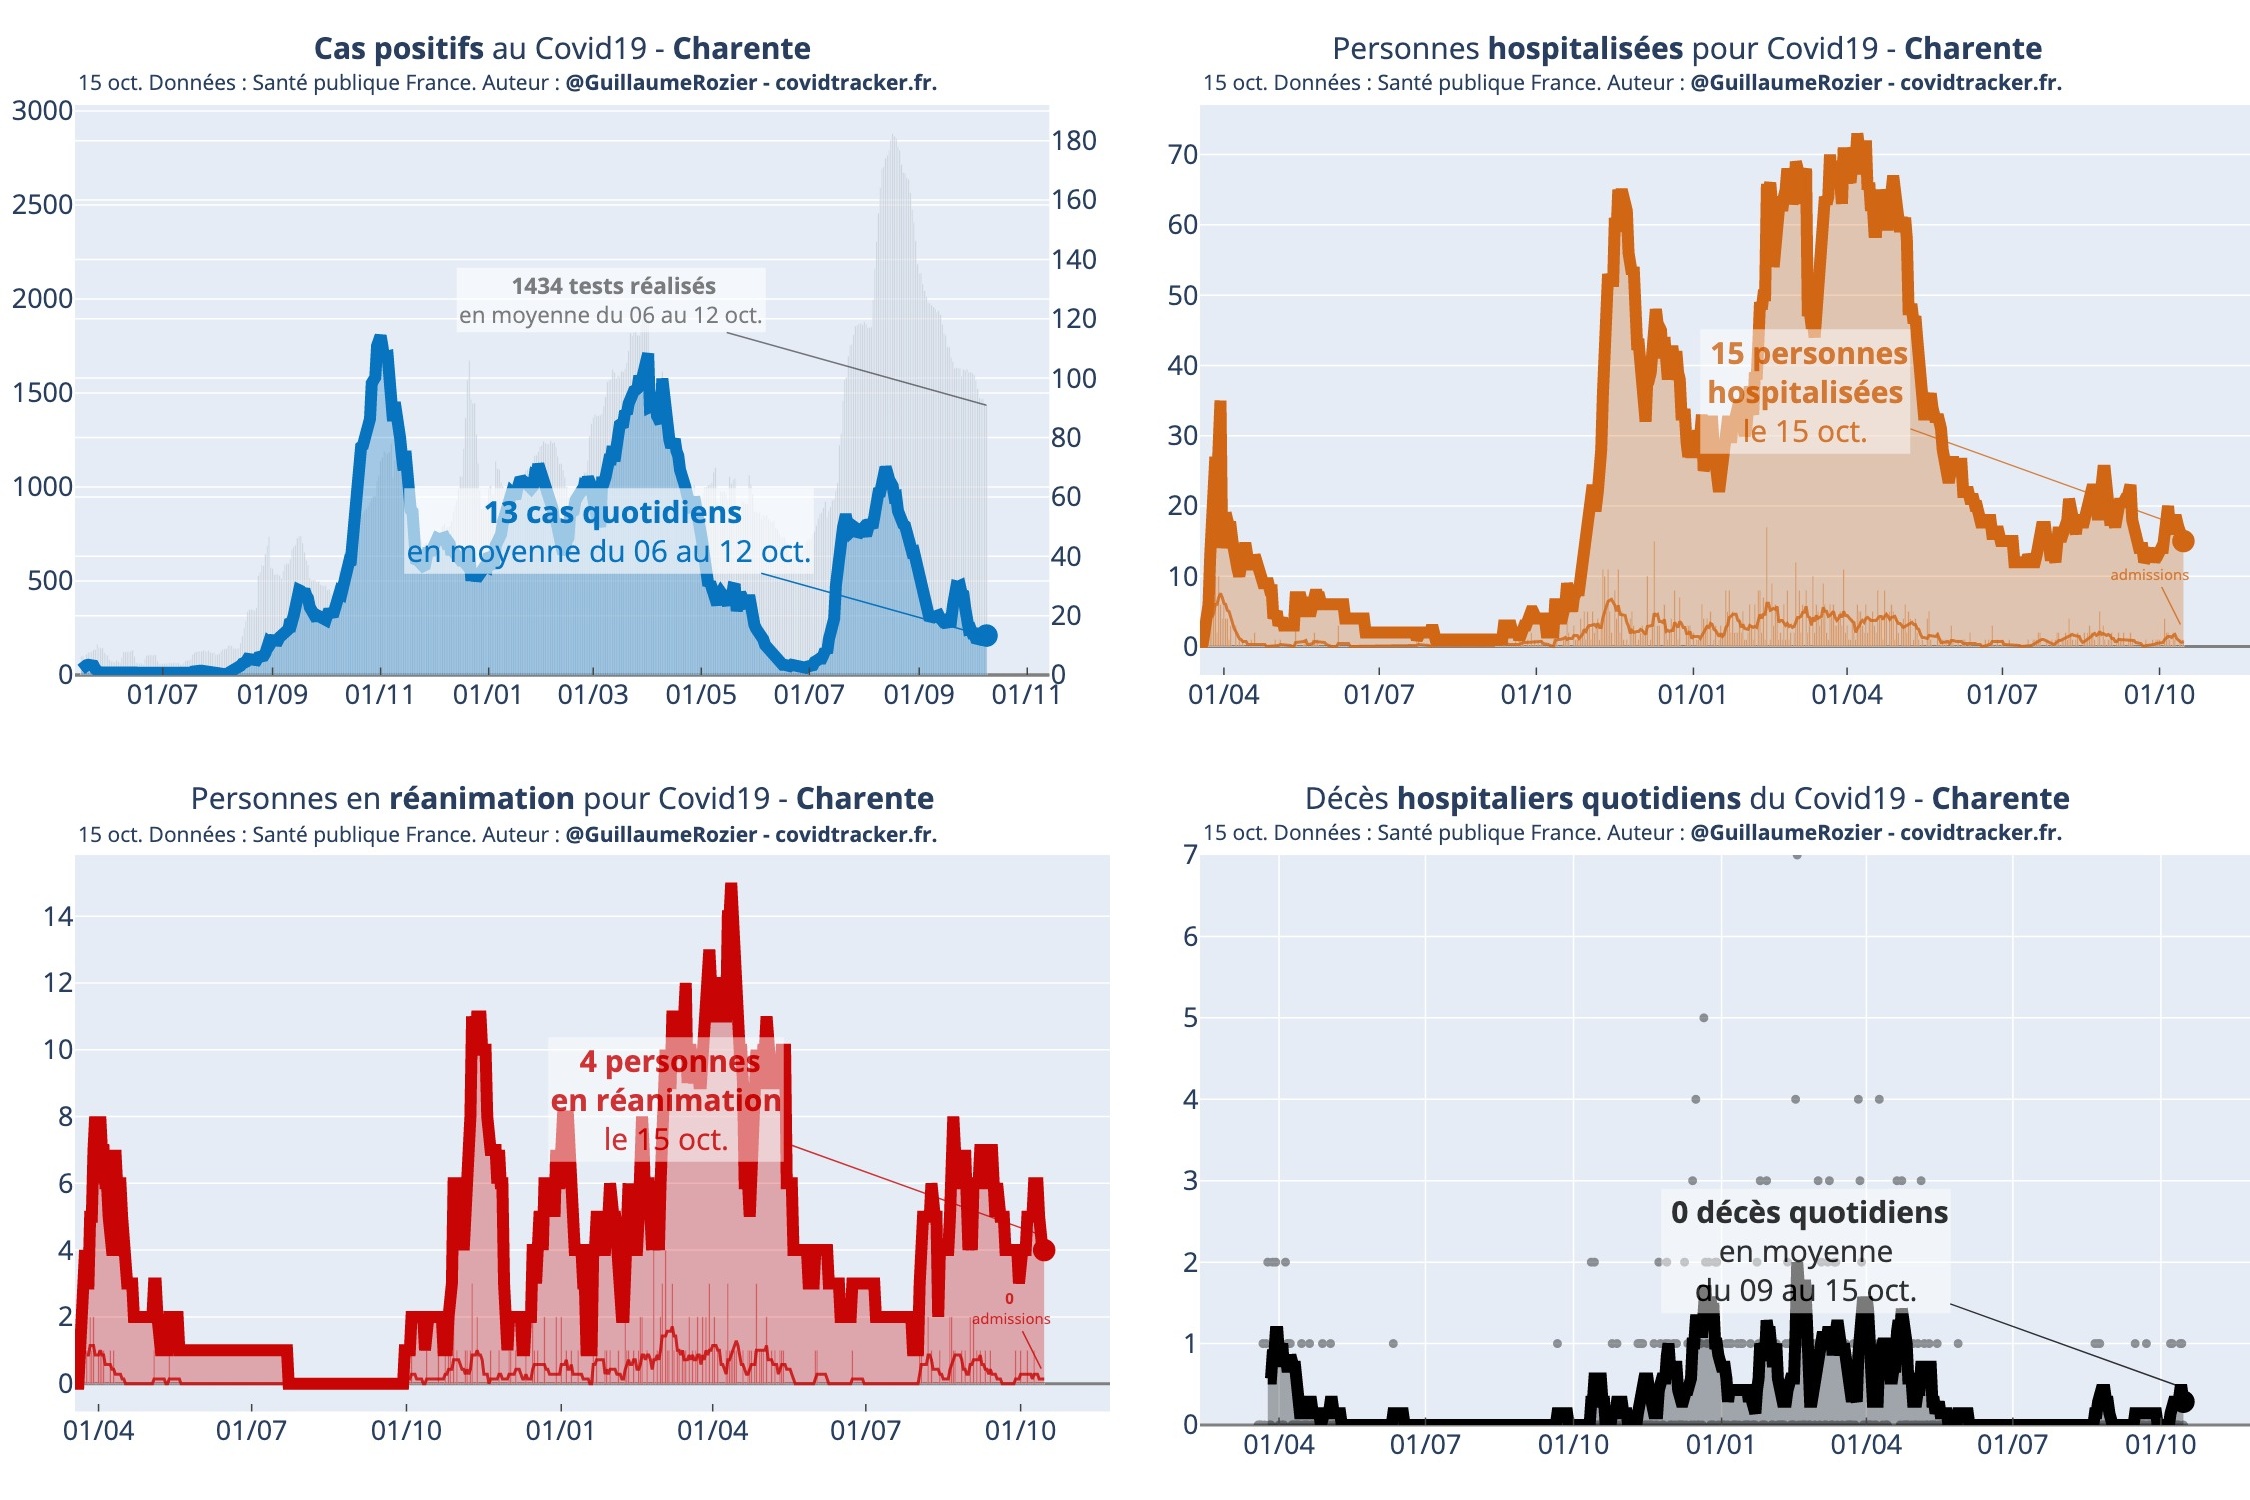 Cas positifs au Covid19 - Charente
15 oct. Données : Santé publique France. Auteur : @GuillaumeRozier - covidtracker.fr.
3000
2500
2000
1500
1000
500
0
180
160
140
120
100
80
60
40
20
0
1434 tests réalisés
en moyenne du 06 au 12 oct.
13 cas quotidiens
en moyenne du 06 au 12 oct.
01/07 01/09 01/11 01/01 01/03 01/05 01/07 01/09 01/11
Personnes hospitalisées pour Covid19 - Charente
15 oct. Données : Santé publique France. Auteur : @GuillaumeRozier - covidtracker.fr.
70
60
50
40
30
20
10
0
15 personnes
hospitalisées
le 15 oct.
admissions
01/04 01/07 01/10 01/01 01/04 01/07 01/10
Personnes en réanimation pour Covid19 - Charente
15 oct. Données : Santé publique France. Auteur : @GuillaumeRozier - covidtracker.fr.
14
12
10
8
6
4
2
0
4 personnes
en réanimation
le 15 oct.
0
admissions
01/04 01/07 01/10 01/01 01/04 01/07 01/10
Décès hospitaliers quotidiens du Covid19 - Charente
15 oct. Données : Santé publique France. Auteur : @GuillaumeRozier - covidtracker.fr.
7
6
5
4
3
2
1
0
0 décès quotidiens
en moyenne
du 09 au 15 oct.
01/04 01/07 01/10 01/01 01/04 01/07 01/10